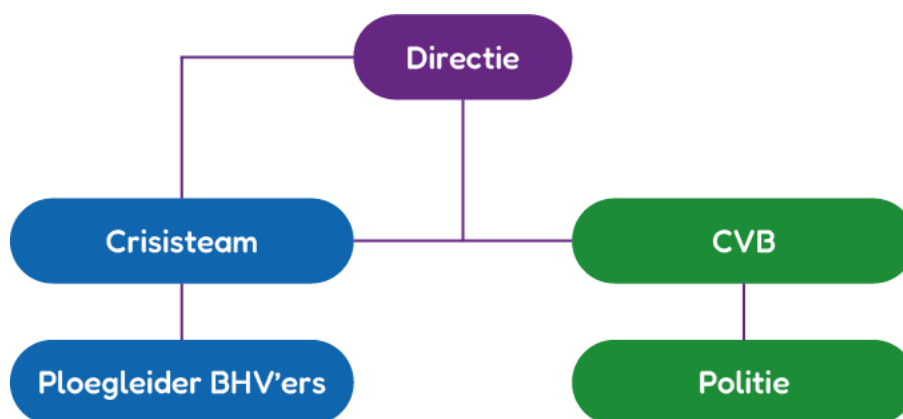 Directie
Crisisteam
CVB
Ploegleider BHV'ers
Politie